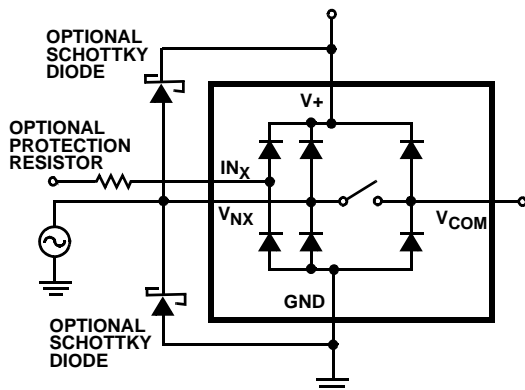 OPTIONAL
SCHOTTKY
DIODE
V+
OPTIONAL
PROTECTION
RESISTOR
INX
VNX
VCOM
GND
OPTIONAL
SCHOTTKY
DIODE